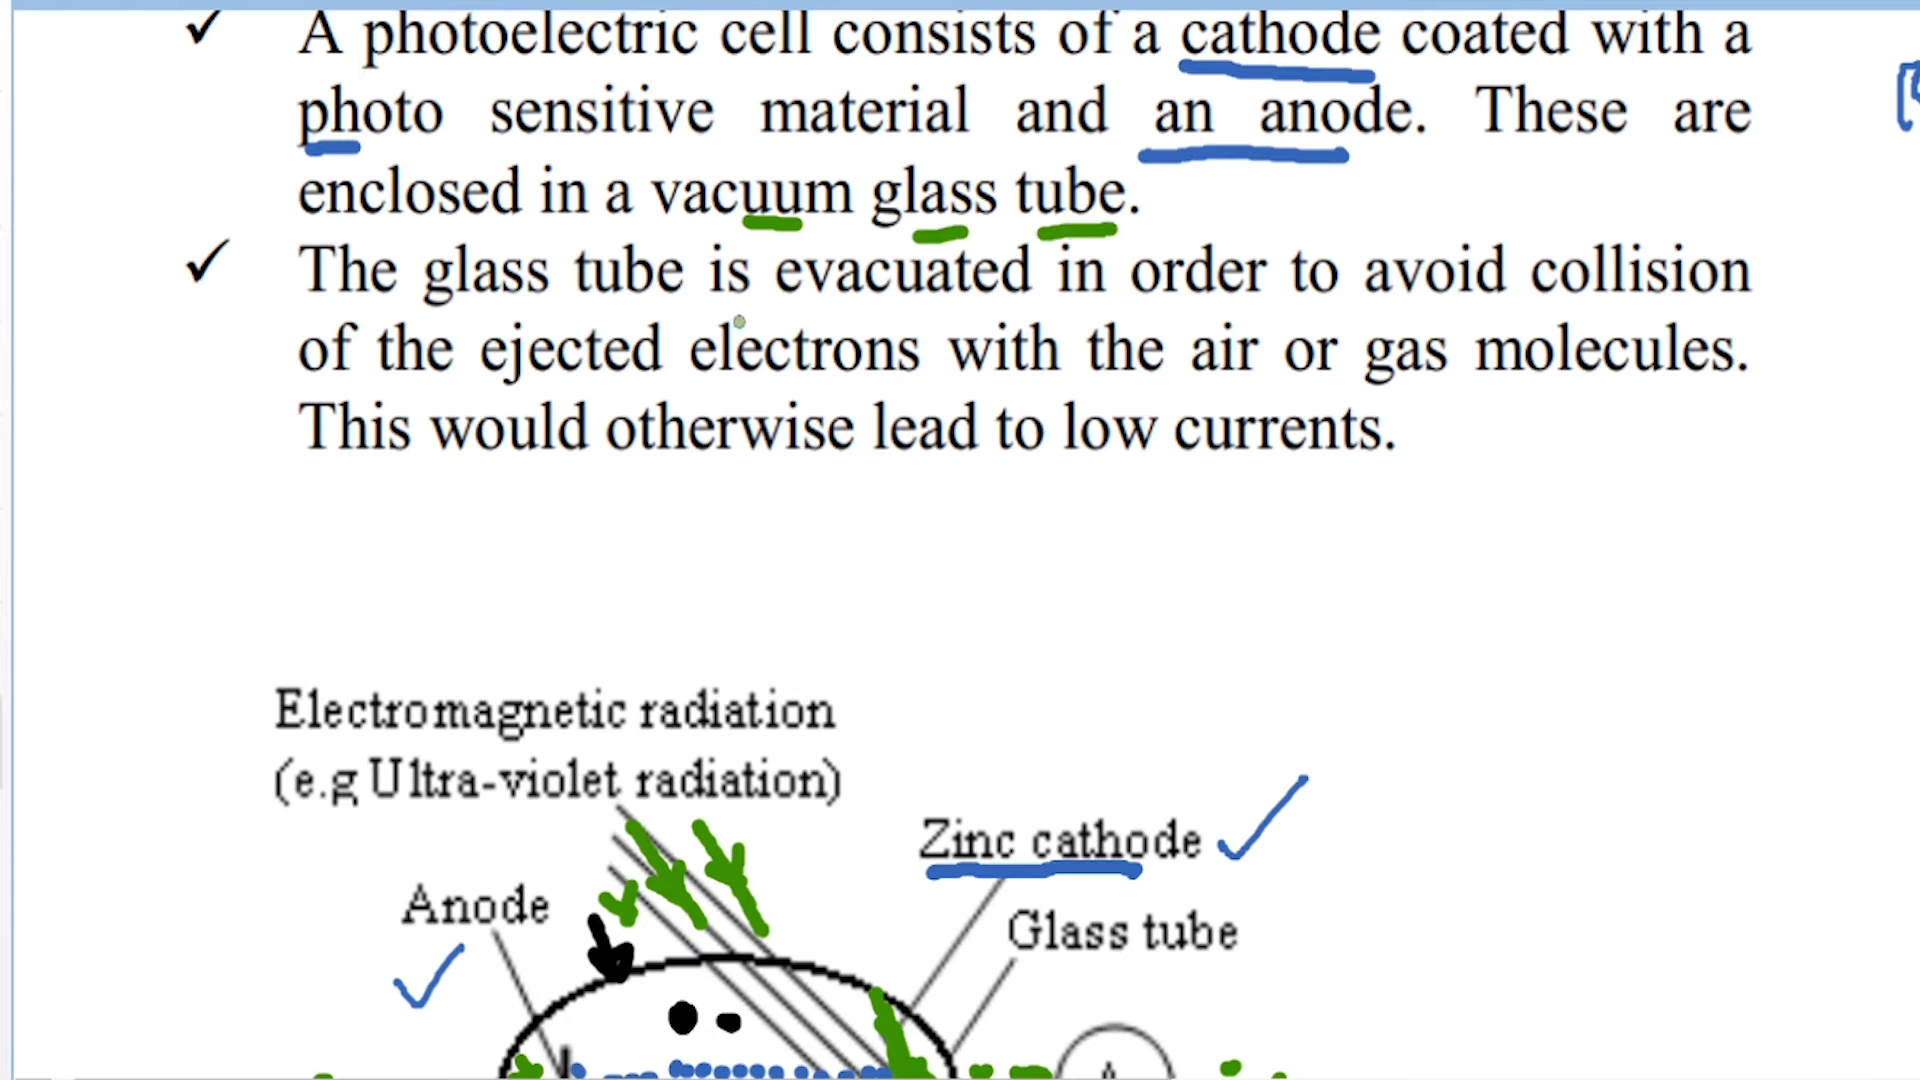 ✓ A photoelectric cell consists of a cathode coated with a
photo sensitive material and an anode. These are
enclosed in a vacuum glass tube.
✓ The glass tube is evacuated in order to avoid collision
of the ejected electrons with the air or gas molecules.
This would otherwise lead to low currents.
Electromagnetic radiation
(e.g Ultra-violet radiation)
Zinc cathode
Anode
Glass tube